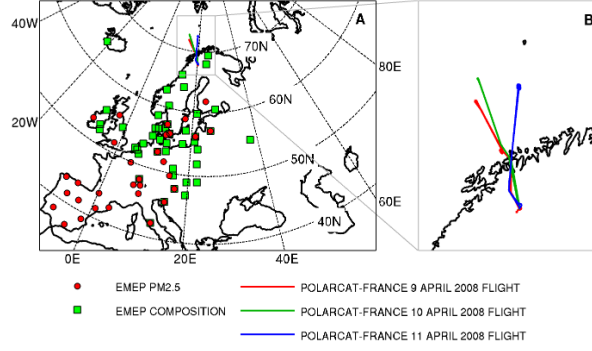 40W
A
B
70N
80E
60N
20W
50N
60E
40N
0E
20E
40E
EMEP PM2.5
POLARCAT-FRANCE 9 APRIL 2008 FLIGHT
EMEP COMPOSITION
POLARCAT-FRANCE 10 APRIL 2008 FLIGHT
POLARCAT-FRANCE 11 APRIL 2008 FLIGHT